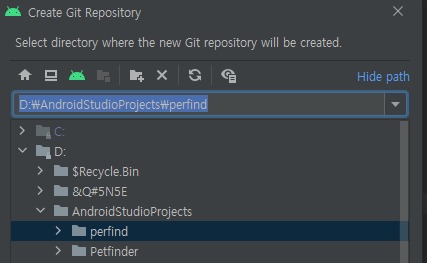 Create Git Repository
Select directory where the new Git repository will be created.
Hide path
D:₩AndroidStudioProjects₩perfind
C:
D:
$Recycle.Bin
&Q#5N5E
AndroidStudioProjects
perfind
Petfinder